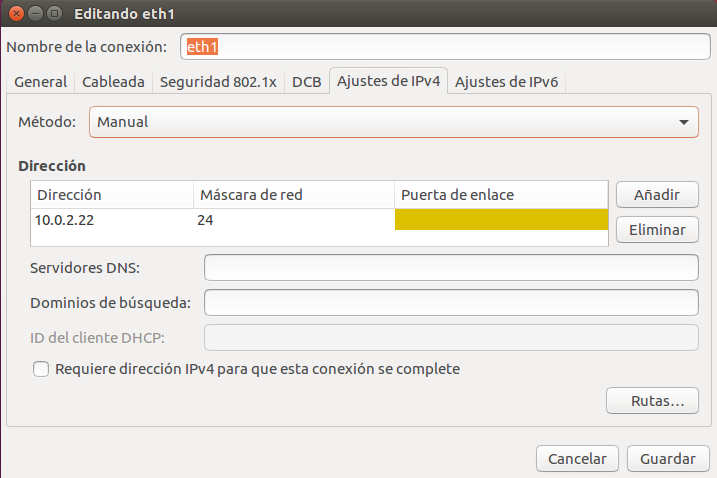 Editando eth1
Nombre de la conexión: eth1
General Cableada Seguridad 802.1x DCB Ajustes de IPv4 Ajustes de IPv6
Método: Manual
Dirección
Dirección Máscara de red Puerta de enlace Añadir
10.0.2.22 24 Eliminar
Servidores DNS:
Dominios de búsqueda:
ID del cliente DHCP:
Requiere dirección IPv4 para que esta conexión se complete
Rutas...
Cancelar Guardar